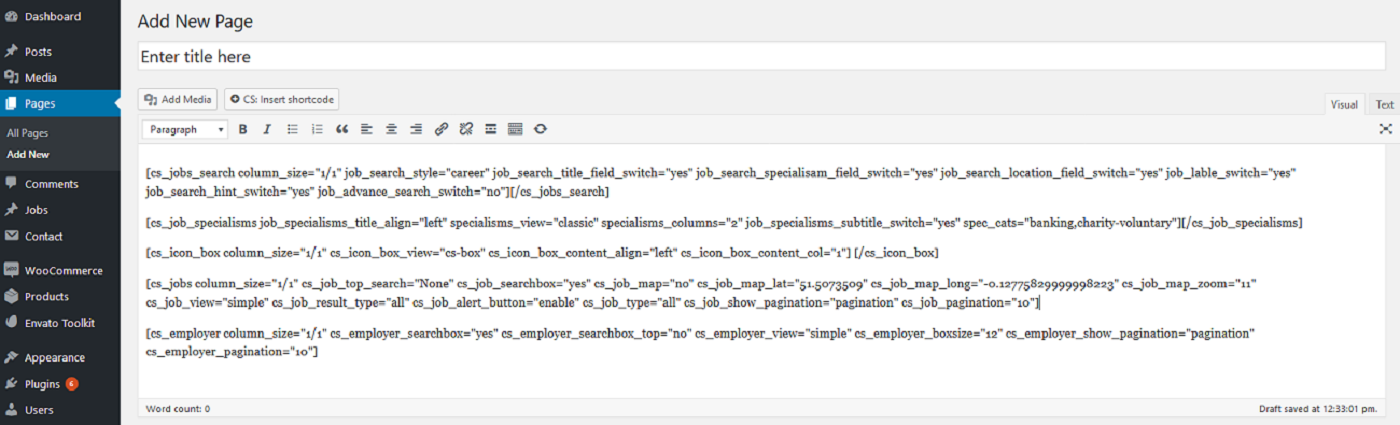 Dashboard
Posts
Media
Pages
All Pages
Add New
Comments
Jobs
Contact
WooCommerce
Products
Envato Toolkit
Appearance
Plugins 6
Users
Add New Page
Enter title here
Add Media CS: Insert shortcode
Visual Text
Paragraph
[cs_jobs_search column_size="1/1" job_search_style="career" job_search_title_field_switch="yes" job_search_specialisam_field_switch="yes" job_search_location_field_switch="yes" job_lable_switch="yes"
job_search_hint_switch="yes" job_advance_search_switch="no"][/cs_jobs_search]
[cs_job_specialisms job_specialisms_title_align="left" specialisms_view="classic" specialisms_columns="2" job_specialisms_subtitle_switch="yes" spec_cats="banking,charity-voluntary"][/cs_job_specialisms]
[cs_icon_box column_size="1/1" cs_icon_box_view="cs-box" cs_icon_box_content_align="left" cs_icon_box_content_col="1"] [/cs_icon_box]
[cs_jobs column_size="1/1" cs_job_top_search="None" cs_job_searchbox="yes" cs_job_map="no" cs_job_map_lat="51.5073509" cs_job_map_long="-0.12775829999998223" cs_job_map_zoom="11"
cs_job_view="simple" cs_job_result_type="all" cs_job_alert_button="enable" cs_job_type="all" cs_job_show_pagination="pagination" cs_job_pagination="10"]
[cs_employer column_size="1/1" cs_employer_searchbox="yes" cs_employer_searchbox_top="no" cs_employer_view="simple" cs_employer_boxsize="12" cs_employer_show_pagination="pagination"
cs_employer_pagination="10"]
Word count: 0
Draft saved at 12:33:01 pm.